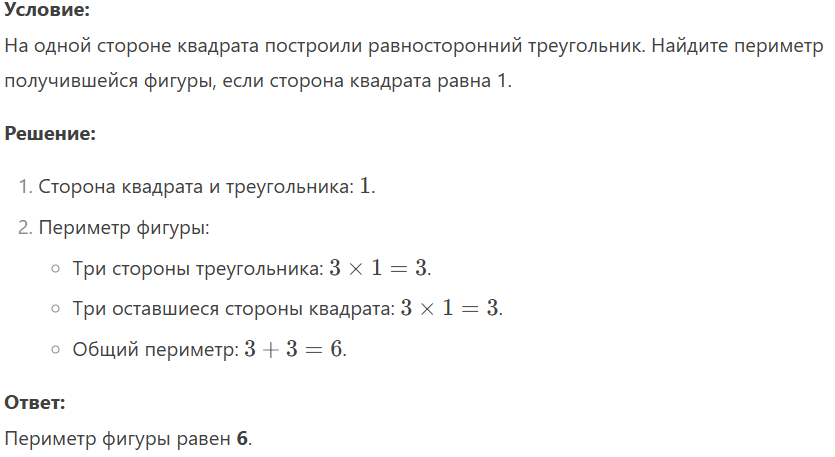 Условие:
На одной стороне квадрата построили равносторонний треугольник. Найдите периметр
получившейся фигуры, если сторона квадрата равна 1.
Решение:
1. Сторона квадрата и треугольника: 1.
2. Периметр фигуры:
○ Три стороны треугольника: 3 × 1 = 3.
○ Три оставшиеся стороны квадрата: 3 × 1 = 3.
○ Общий периметр: 3 + 3 = 6.
Ответ:
Периметр фигуры равен 6.